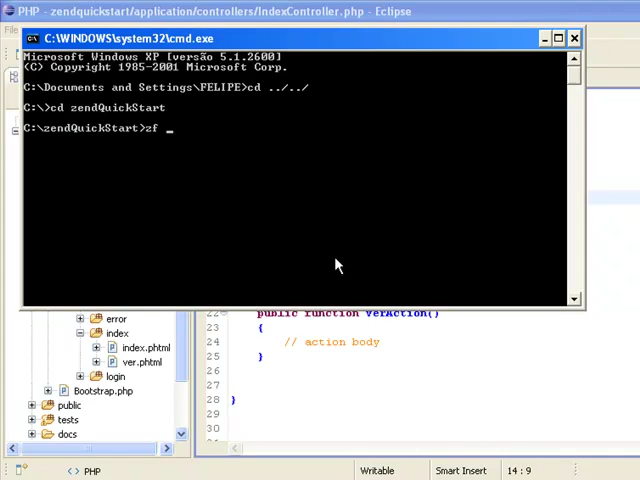 PHP - zendquickstart/application/controllers/IndexController.php - Eclipse
C:\WINDOWS\system32\cmd.exe
Microsoft Windows XP [versão 5.1.2600]
(C) Copyright 1985-2001 Microsoft Corp.
C:\Documents and Settings\FELIPE>cd ../../
C:\>cd zendQuickStart
C:\zendQuickStart>zf _
error
index
index.phtml
ver.phtml
login
Bootstrap.php
public
tests
docs
22 public function verAction()
23 {
24 // action body
25 }
26
27
28 }
29
30
PHP
Writable
Smart Insert
14 : 9